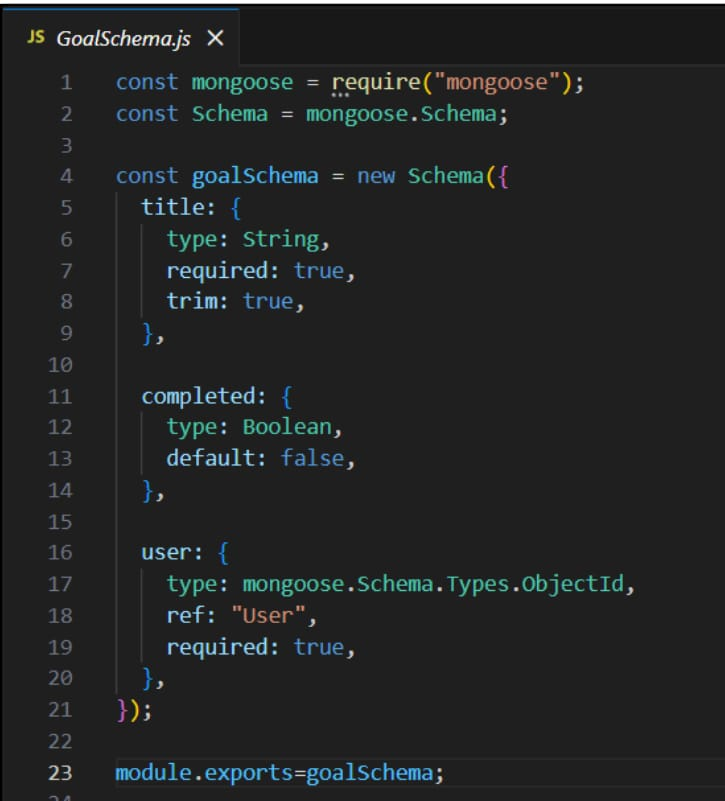 JS GoalSchema.js X
1 const mongoose = require("mongoose");
2 const Schema = mongoose.Schema;
3
4 const goalSchema = new Schema({
5   title: {
6     type: String,
7     required: true,
8     trim: true,
9   },
10
11   completed: {
12     type: Boolean,
13     default: false,
14   },
15
16   user: {
17     type: mongoose.Schema.Types.ObjectId,
18     ref: "User",
19     required: true,
20   },
21 });
22
23 module.exports=goalSchema;
24